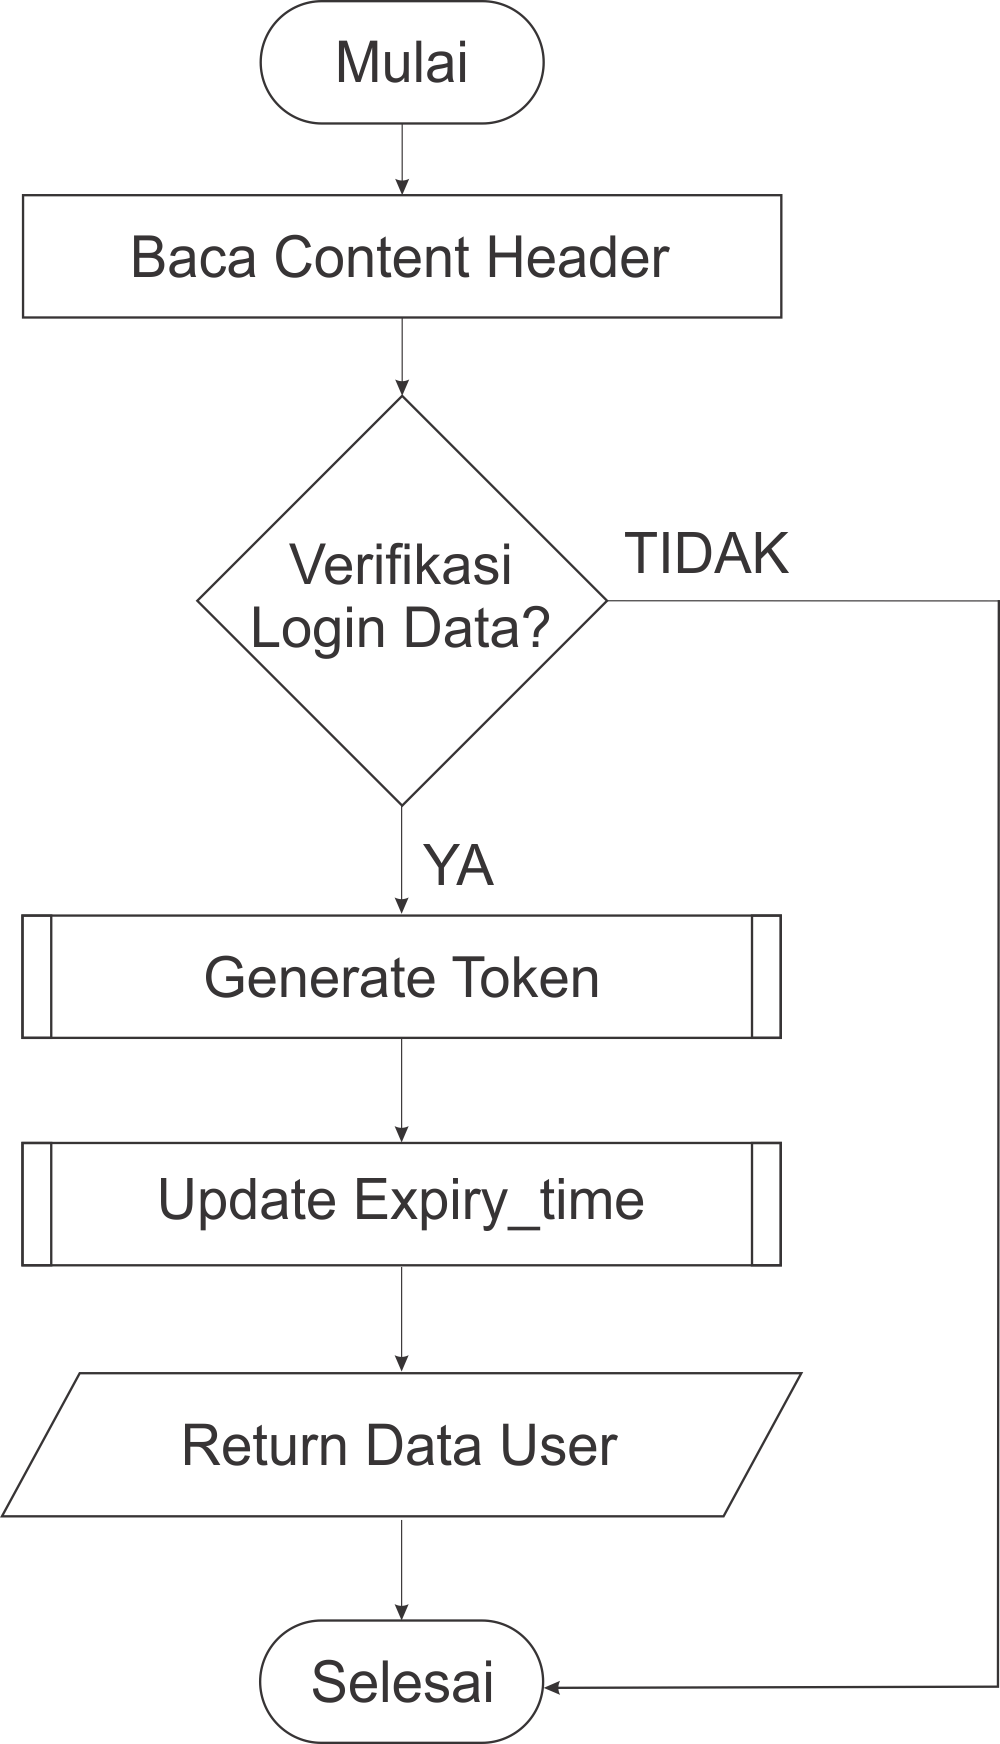 Mulai
Baca Content Header
Verifikasi
Login Data?
TIDAK
YA
Generate Token
Update Expiry_time
Return Data User
Selesai